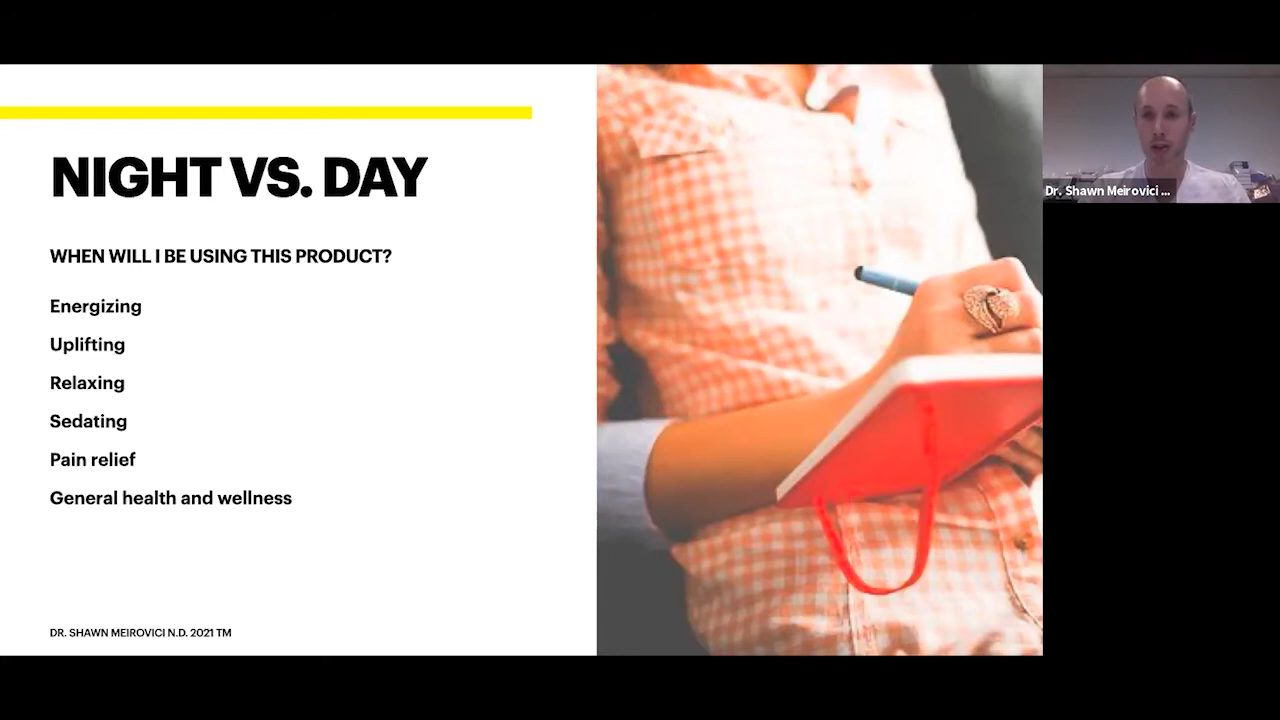 NIGHT VS. DAY
WHEN WILL I BE USING THIS PRODUCT?
Energizing
Uplifting
Relaxing
Sedating
Pain relief
General health and wellness
DR. SHAWN MEIROVICI N.D. 2021 TM
Dr. Shawn Meirovici ...